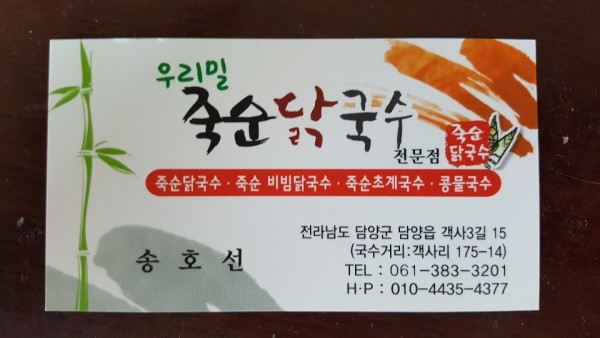 우리밀
죽순닭국수
전문점
죽순
닭국수
죽순닭국수 · 죽순 비빔닭국수 · 죽순초계국수 · 콩물국수
전라남도 담양군 담양읍 객사3길 15
(국수거리:객사리 175-14)
송 호 선
TEL : 061-383-3201
H·P : 010-4435-4377